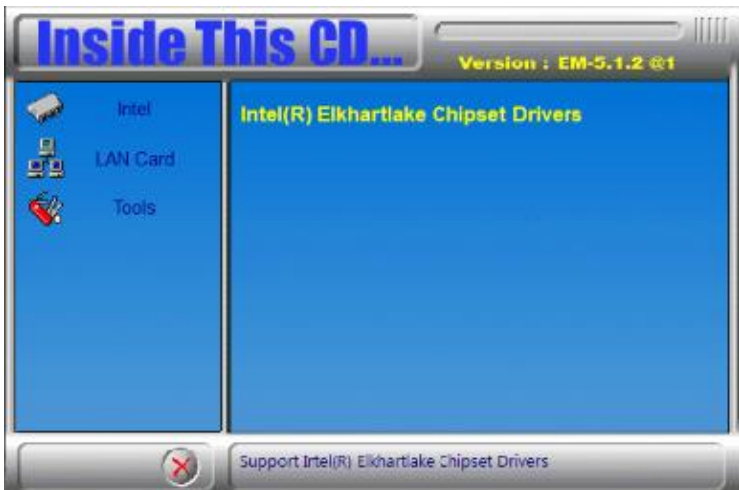 Inside This CD...
Version : EM-5.1.2 @1
Intel
LAN Card
Tools
Intel(R) Elkhartlake Chipset Drivers
Support Intel(R) Elkhartlake Chipset Drivers